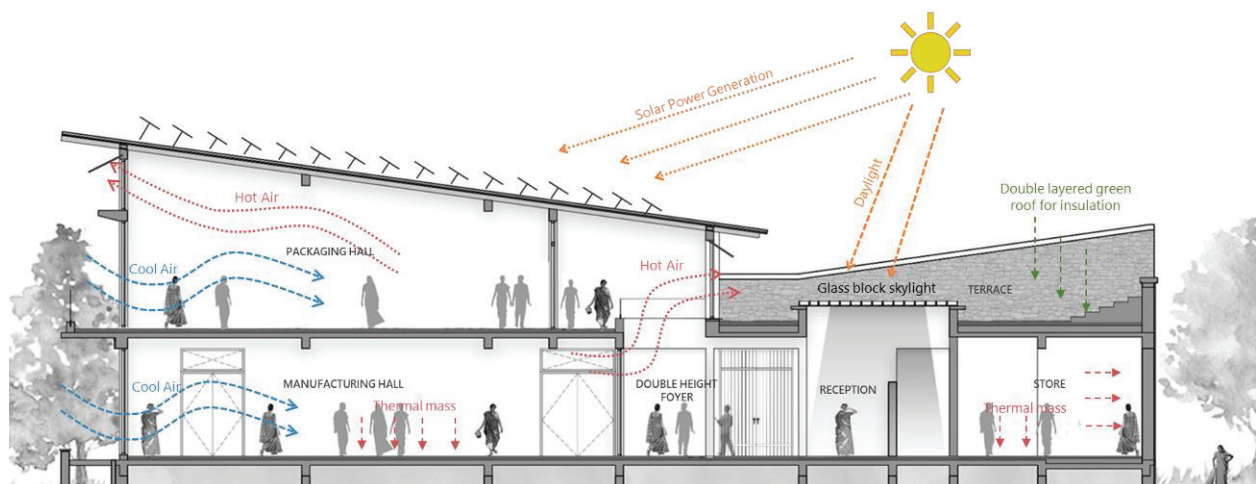 Solar Power Generation
Daylight
Double layered green
roof for insulation
Hot Air
PACKAGING HALL
Cool Air
Hot Air
Glass block skylight
TERRACE
Cool Air
MANUFACTURING HALL
Thermal mass
DOUBLE HEIGHT
FOYER
RECEPTION
STORE
Thermal mass